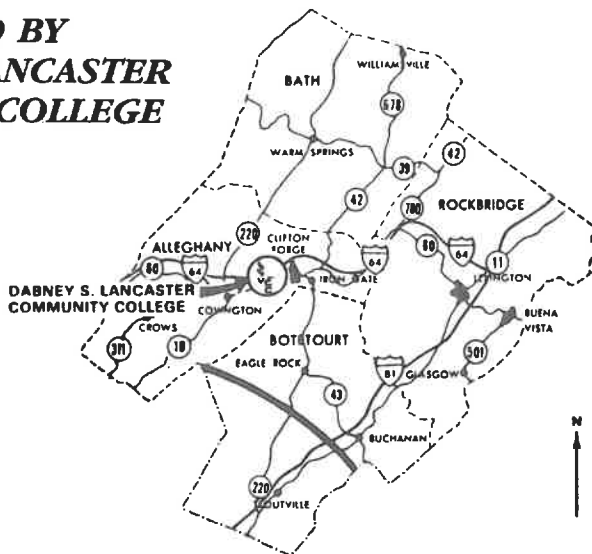 BY
LANCASTER
COLLEGE
BATH
WILLIAMSVILLE
678
WARM SPRINGS
39
42
42
780
ROCKBRIDGE
220
ALLEGHANY
CLIFTON
FORGE
60
64
64
60
64
11
LEXINGTON
IRON GATE
DABNEY S. LANCASTER
COMMUNITY COLLEGE
COVINGTON
CROWS
311
18
BOTETOURT
BUENA
VISTA
501
EAGLE ROCK
81
GLASGOW
43
BUCHANAN
N
220